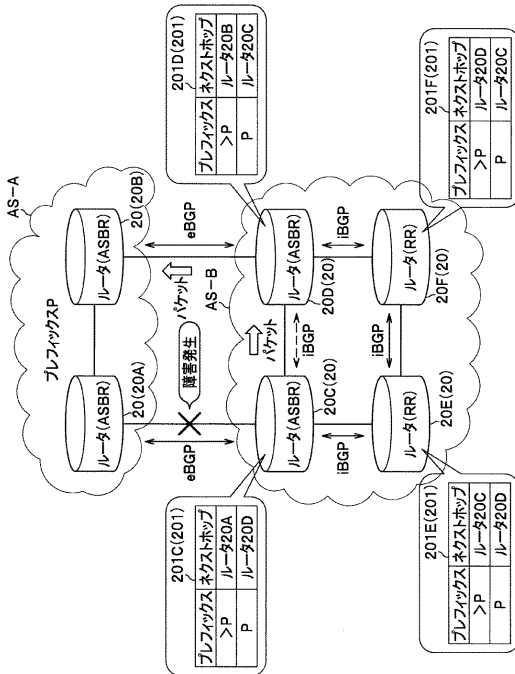 AS-A
プレフィックスP
ルータ(ASBR)
20(20A)
ルータ(ASBR)
20(20B)
eBGP
障害発生
パケット
eBGP
AS-B
201C(201)
プレフィックス ネクストホップ
>P ルータ20A
P ルータ20D
ルータ(ASBR)
20C(20)
パケット
iBGP
ルータ(ASBR)
20D(20)
201D(201)
プレフィックス ネクストホップ
>P ルータ20B
P ルータ20C
iBGP
iBGP
201E(201)
プレフィックス ネクストホップ
>P ルータ20C
P ルータ20D
ルータ(RR)
20E(20)
iBGP
ルータ(RR)
20F(20)
201F(201)
プレフィックス ネクストホップ
>P ルータ20D
P ルータ20C